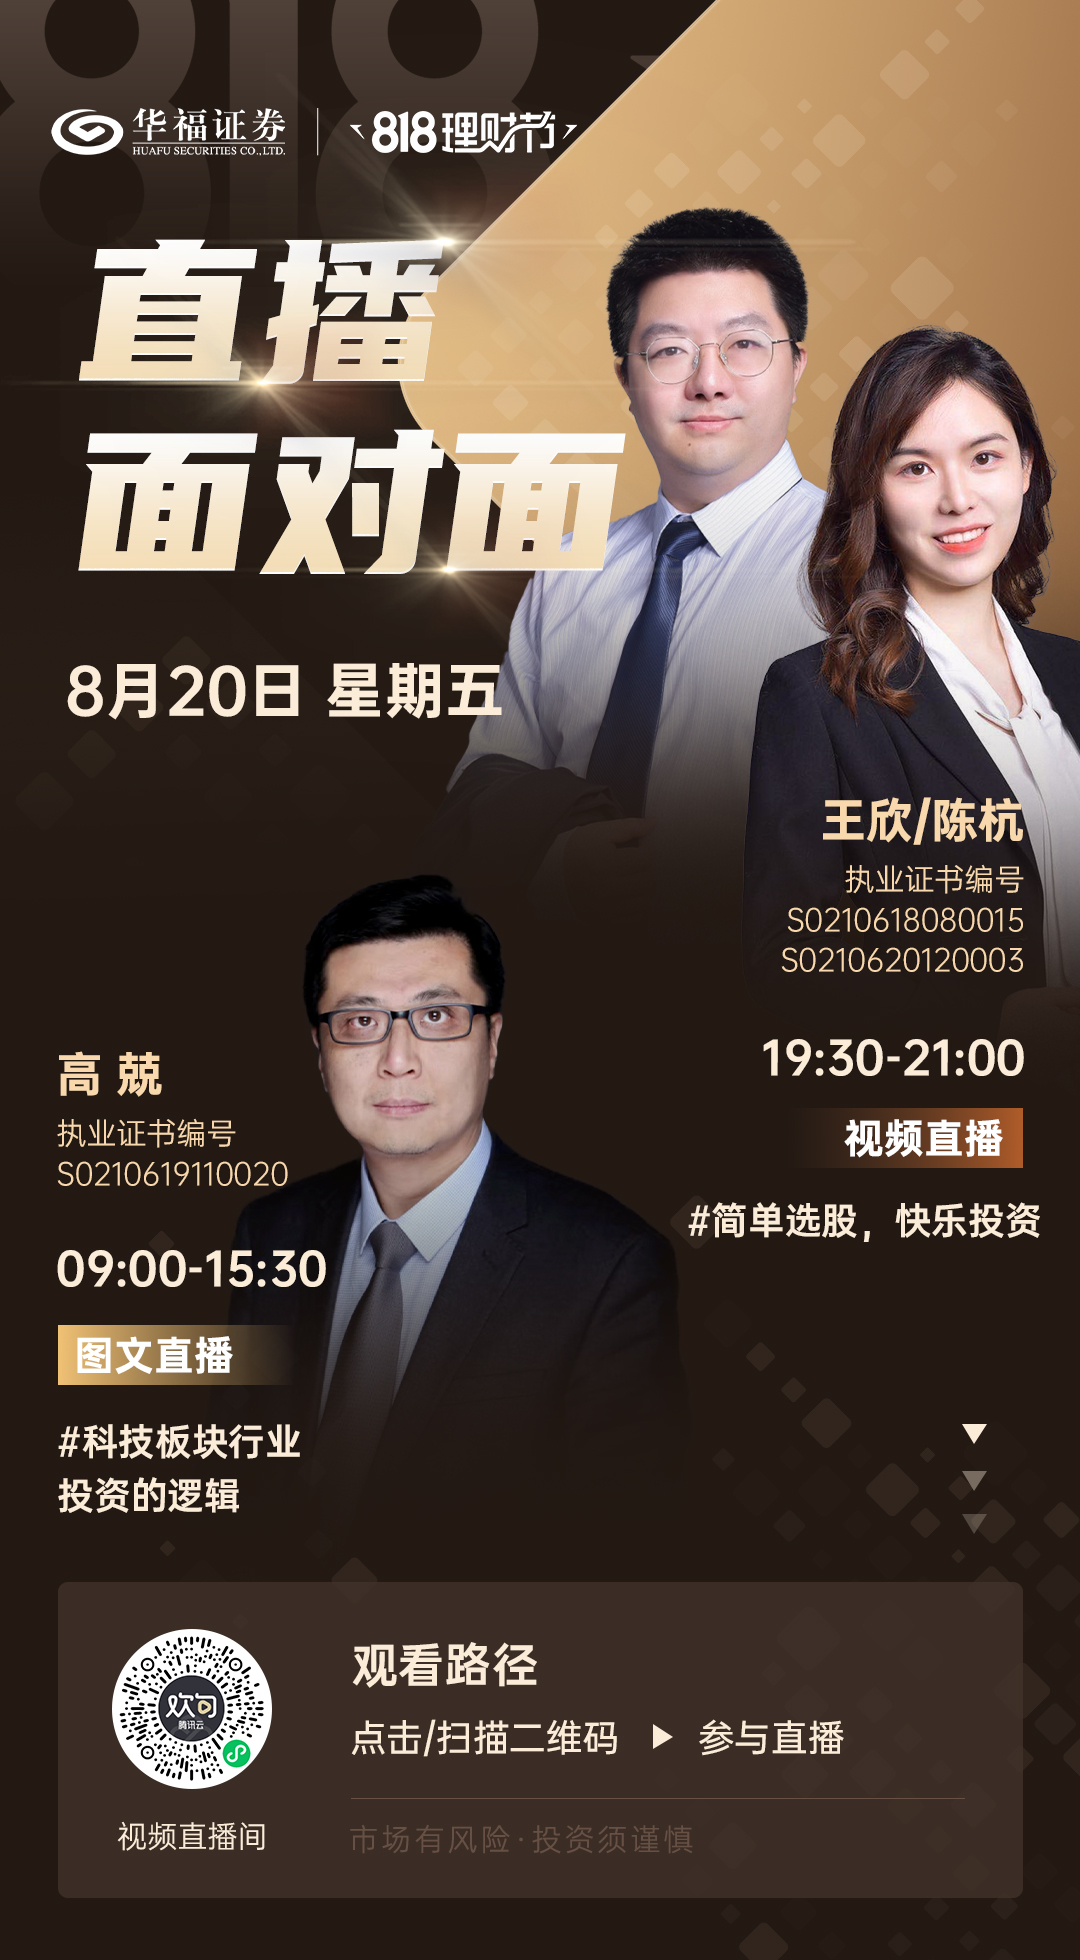 华福证券
HUAFU SECURITIES CO.,LTD.
818理财节
直播
面对面
8月20日 星期五
王欣/陈杭
执业证书编号
S0210618080015
S0210620120003
19:30-21:00
视频直播
#简单选股，快乐投资
高 兢
执业证书编号
S0210619110020
09:00-15:30
图文直播
#科技板块行业
投资的逻辑
欢句
腾讯云
视频直播间
观看路径
点击/扫描二维码 ▶ 参与直播
市场有风险·投资须谨慎